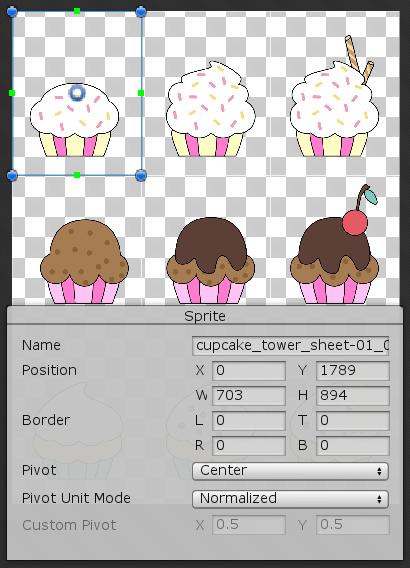 Sprite
Name cupcake_tower_sheet-01_0
Position X 0 Y 1789
W 703 H 894
Border L 0 T 0
R 0 B 0
Pivot Center
Pivot Unit Mode Normalized
Custom Pivot X 0.5 Y 0.5